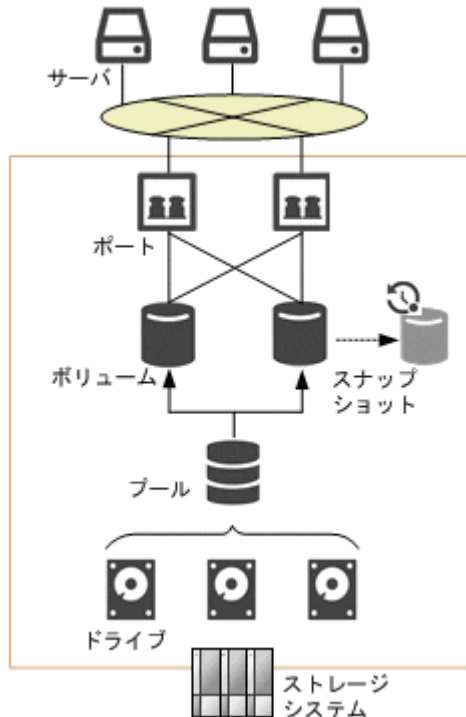 サーバ
ポート
ボリューム
スナップ
ショット
プール
ドライブ
ストレージ
システム